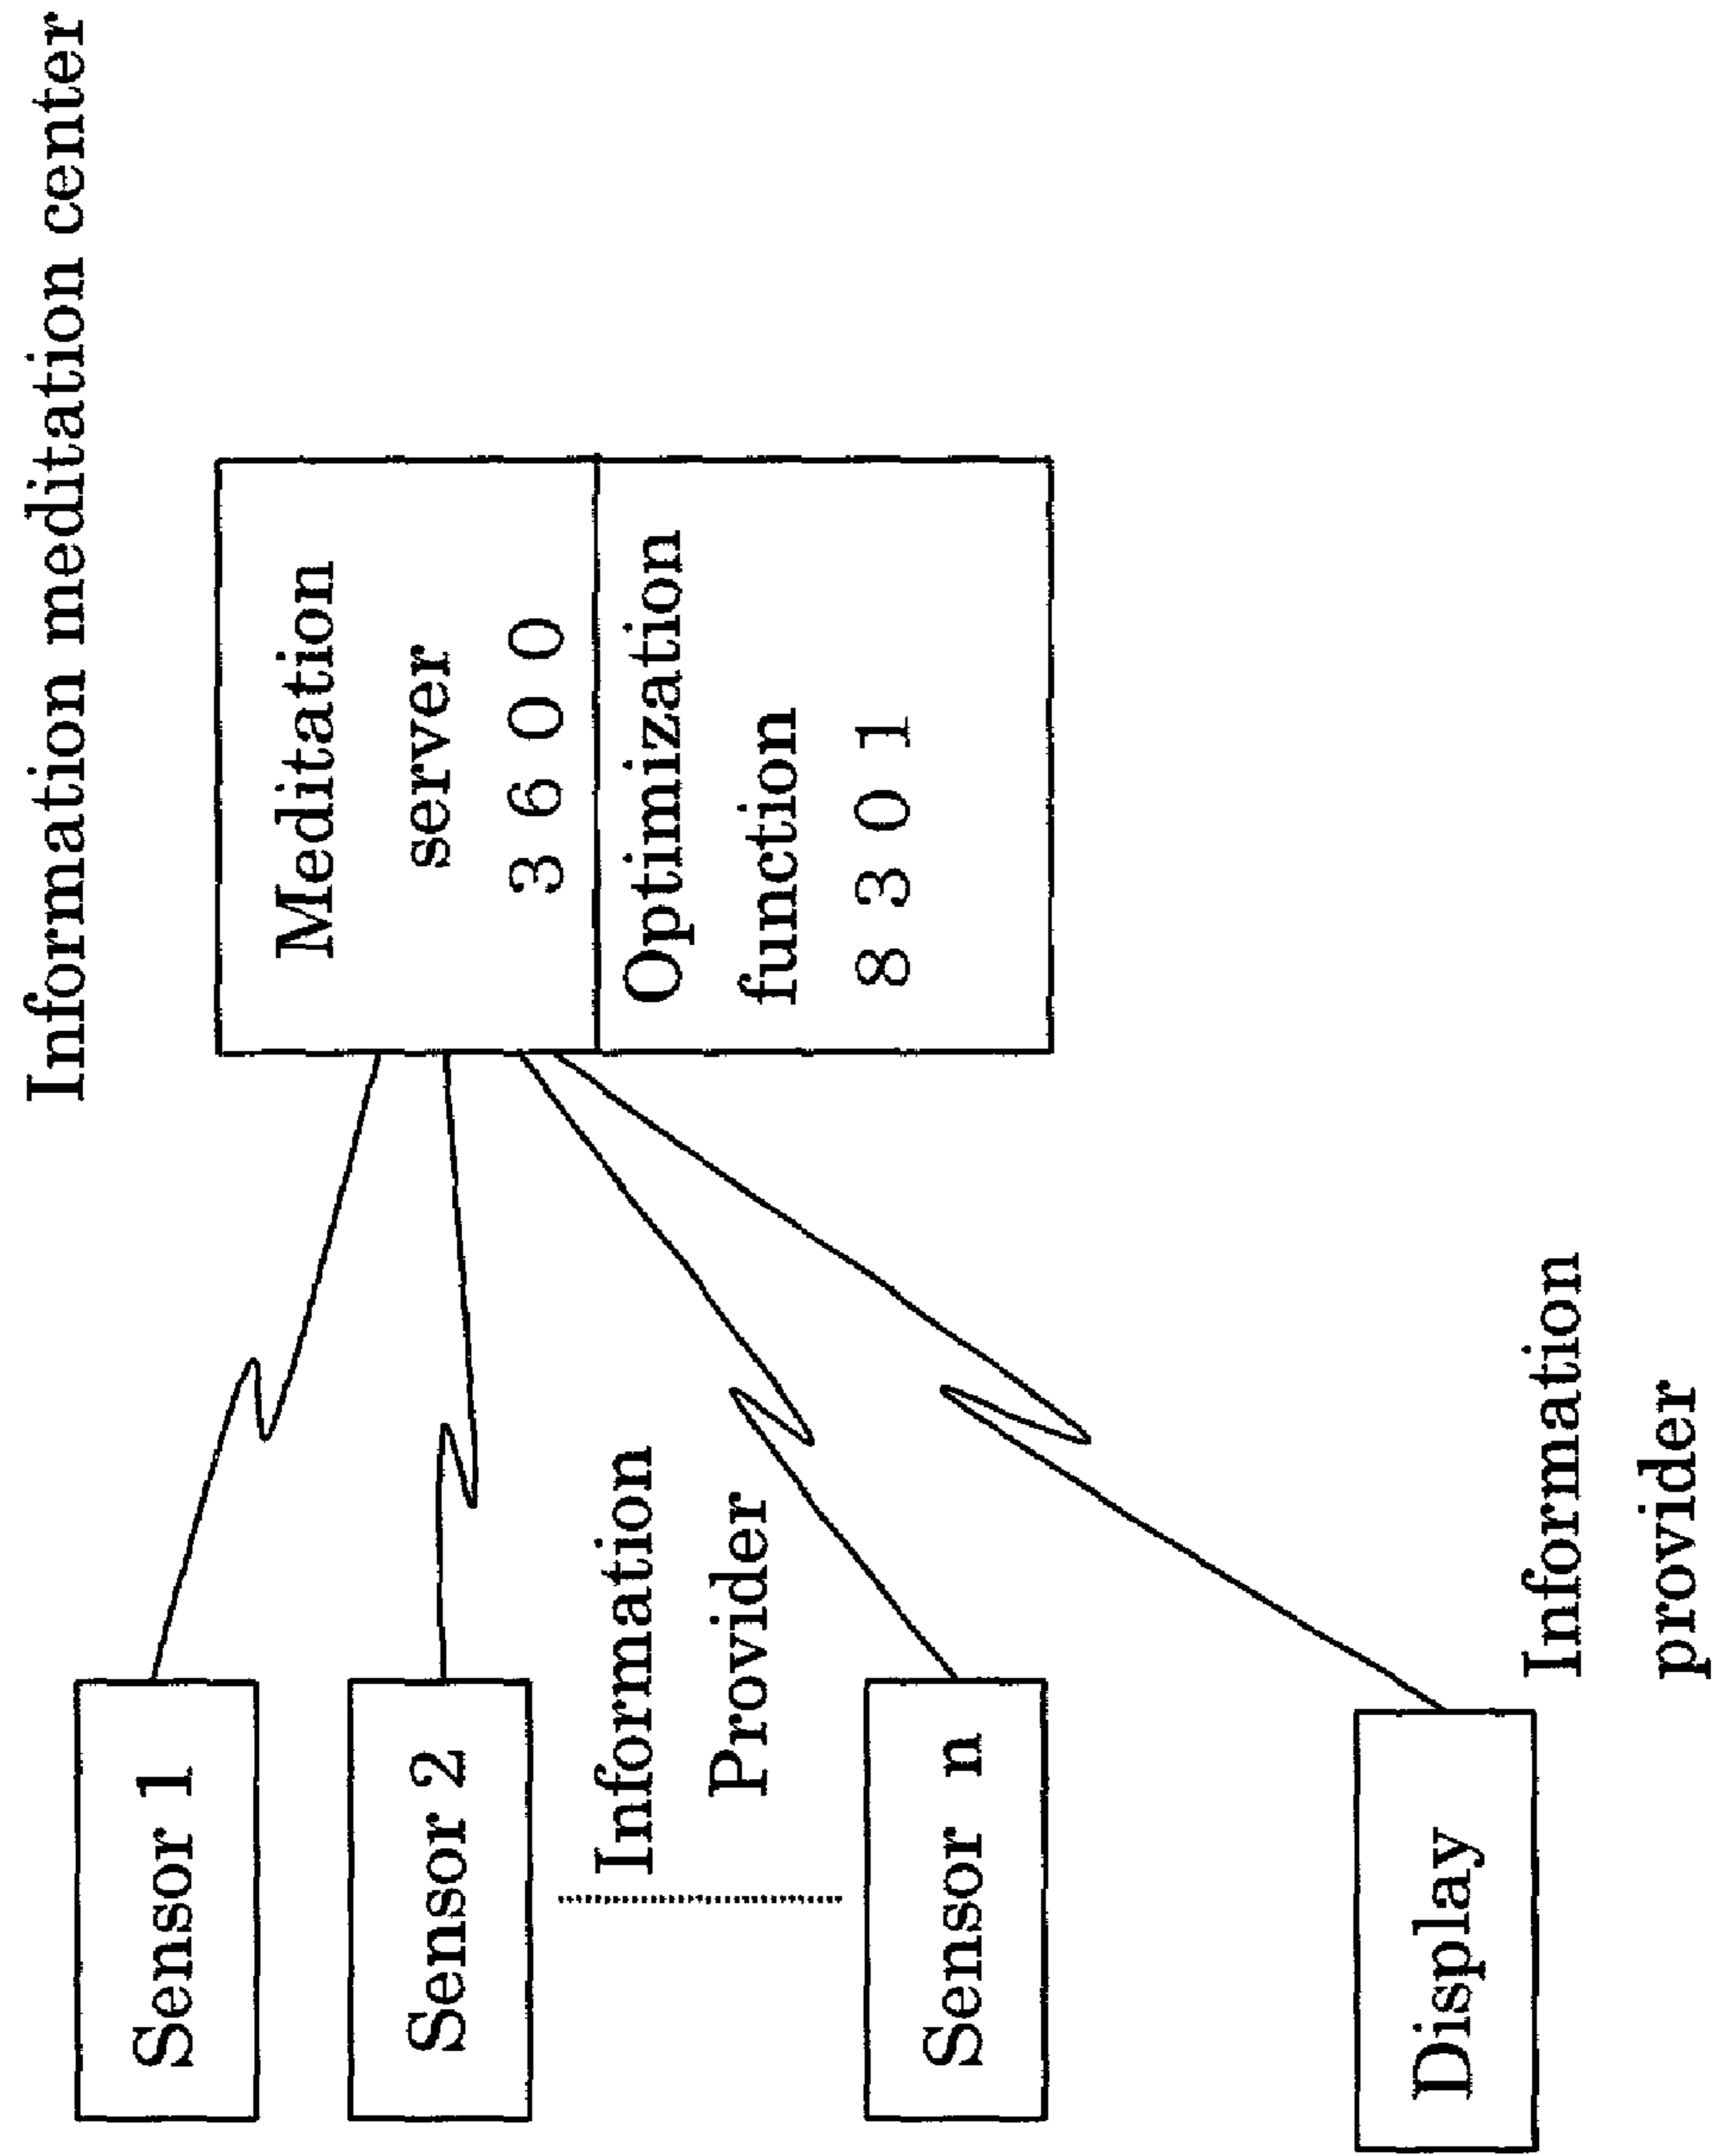 Information meditation center
Meditation
server
3 6 0 0
Optimization
function
8 3 0 1
Sensor 1
Sensor 2
Information
Provider
Sensor n
Display
Information
provider